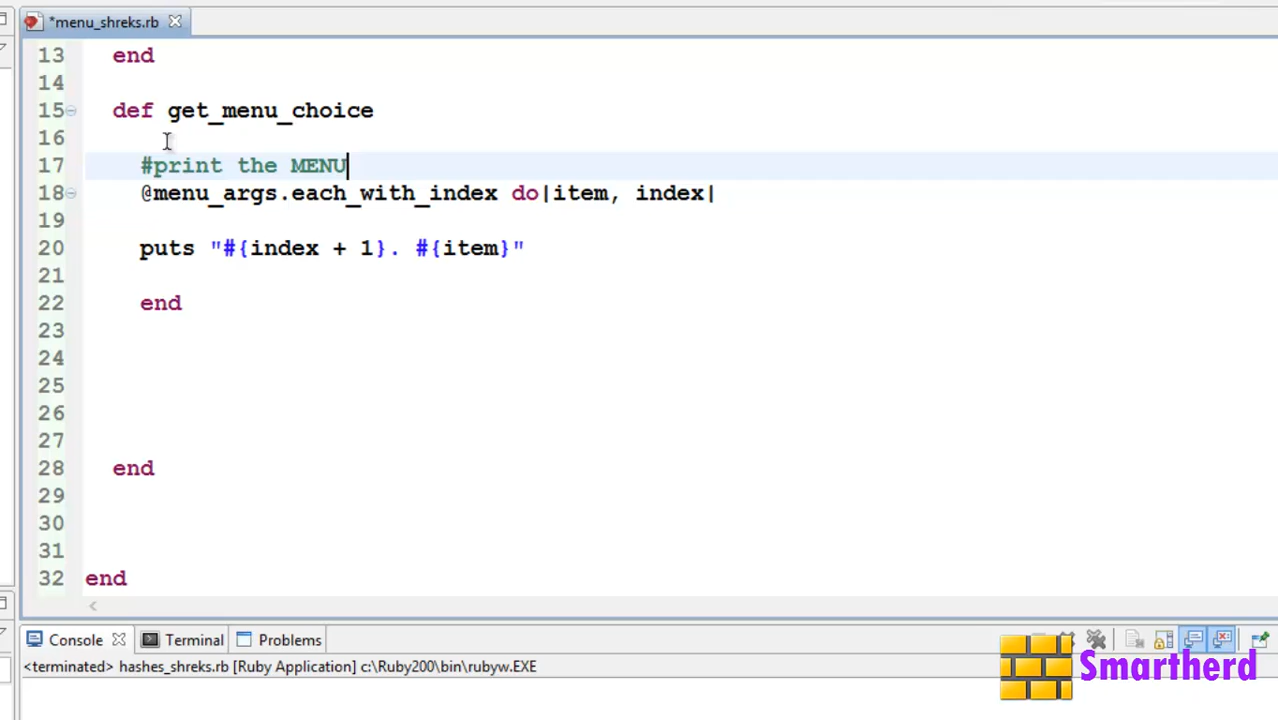 *menu_shreks.rb
13 end
14
15 def get_menu_choice
16
17 #print the MENU
18 @menu_args.each_with_index do|item, index|
19
20 puts "#{index + 1}. #{item}"
21
22 end
23
24
25
26
27
28 end
29
30
31
32 end
Console Terminal Problems
<terminated> hashes_shreks.rb [Ruby Application] c:\Ruby200\bin\rubyw.EXE
Smartherd